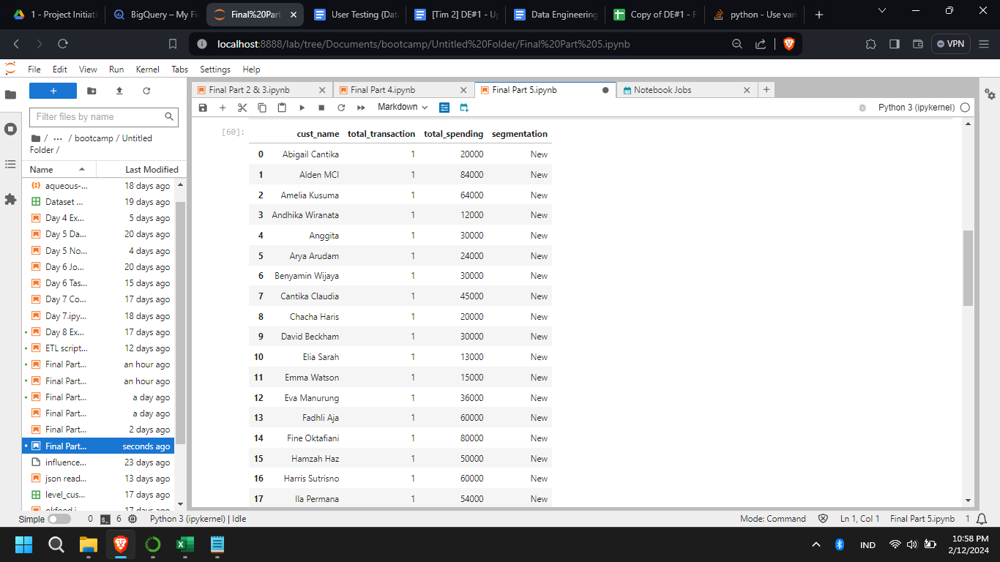 1 - Project Initiati
BigQuery – My Fi
Final%20Part
User Testing (Dat
[Tim 2] DE#1 - Up
Data Engineering
Copy of DE#1 - F
python - Use vari
localhost:8888/lab/tree/Documents/bootcamp/Untitled%20Folder/Final%20Part%205.ipynb
VPN
File Edit View Run Kernel Tabs Settings Help
Filter files by name
/ ··· / bootcamp / Untitled
Folder /
Name Last Modified
aqueous-... 18 days ago
Dataset ... 19 days ago
Day 4 Ex... 5 days ago
Day 5 Da... 20 days ago
Day 5 No... 4 days ago
Day 6 Jo... 20 days ago
Day 6 Tas... 15 days ago
Day 7 Co... 17 days ago
Day 7.ipy... 18 days ago
Day 8 Ex... 17 days ago
ETL script... 12 days ago
Final Part... an hour ago
Final Part... an hour ago
Final Part... a day ago
Final Part... a day ago
Final Part... 2 days ago
Final Part... seconds ago
influence... 23 days ago
json read... 13 days ago
level_cus... 17 days ago
okfood.i... 17 days ago
Final Part 2 & 3.ipynb
Final Part 4.ipynb
Final Part 5.ipynb
Notebook Jobs
Markdown
Python 3 (ipykernel)
[60]:
cust_name total_transaction total_spending segmentation
0 Abigail Cantika 1 20000 New
1 Alden MCI 1 84000 New
2 Amelia Kusuma 1 64000 New
3 Andhika Wiranata 1 12000 New
4 Anggita 1 30000 New
5 Arya Arudam 1 24000 New
6 Benyamin Wijaya 1 30000 New
7 Cantika Claudia 1 45000 New
8 Chacha Haris 1 20000 New
9 David Beckham 1 30000 New
10 Elia Sarah 1 13000 New
11 Emma Watson 1 15000 New
12 Eva Manurung 1 36000 New
13 Fadhli Aja 1 60000 New
14 Fine Oktafiani 1 80000 New
15 Hamzah Haz 1 50000 New
16 Harris Sutrisno 1 60000 New
17 Ila Permana 1 54000 New
Simple 0 6 Python 3 (ipykernel) | Idle
Mode: Command Ln 1, Col 1 Final Part 5.ipynb 1
IND
10:58 PM
2/12/2024